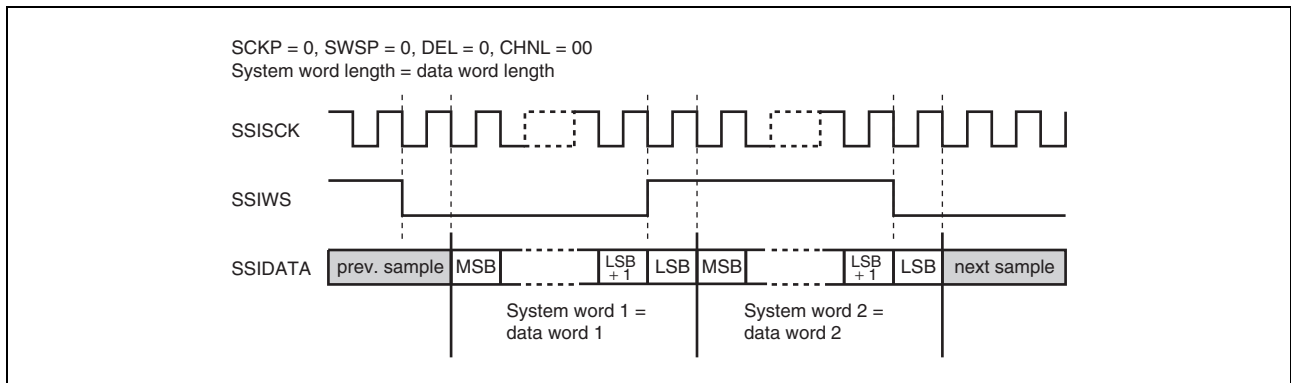 SCKP = 0, SWSP = 0, DEL = 0, CHNL = 00
System word length = data word length
SSISCK
SSIWS
SSIDATA
prev. sample
MSB
LSB
+ 1
LSB
MSB
LSB
+ 1
LSB
next sample
System word 1 =
data word 1
System word 2 =
data word 2